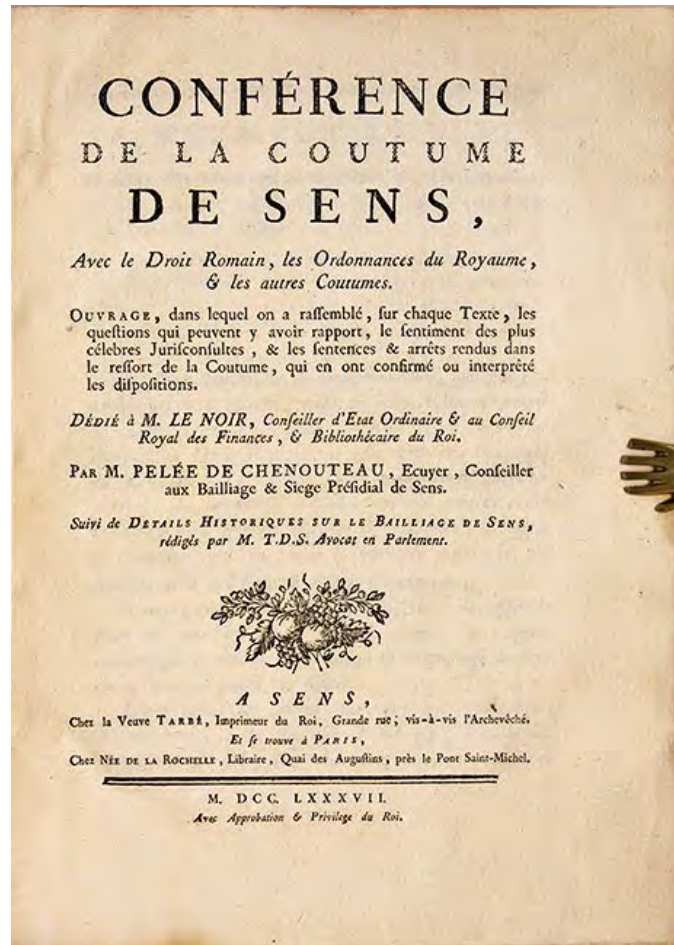 CONFÉRENCE
DE LA COUTUME
DE SENS,
Avec le Droit Romain, les Ordonnances du Royaume,
& les autres Coutumes.
OUVRAGE, dans lequel on a raſſemblé, ſur chaque Texte, les
queſtions qui peuvent y avoir rapport, le ſentiment des plus
célebres Juriſconſultes, & les ſentences & arrêts rendus dans
le reſſort de la Coutume, qui en ont confirmé ou interprêté
les diſpoſitions.
DÉDIÉ à M. LE NOIR, Conſeiller d'Etat Ordinaire & au Conſeil
Royal des Finances, & Bibliothécaire du Roi.
PAR M. PELÉE DE CHENOUTEAU, Ecuyer, Conſeiller
aux Bailliage & Siege Préſidial de Sens.
Suivi de DÉTAILS HISTORIQUES SUR LE BAILLIAGE DE SENS,
rédigés par M. T.D.S. Avocat en Parlement.
A SENS,
Chez la Veuve TARBÉ, Imprimeur du Roi, Grande rue; vis-à-vis l'Archevêché.
Et ſe trouve à PARIS,
Chez NÉE DE LA ROCHELLE, Libraire, Quai des Auguſtins, près le Pont Saint-Michel.
M. DCC. LXXXVII.
Avec Approbation & Privilege du Roi.